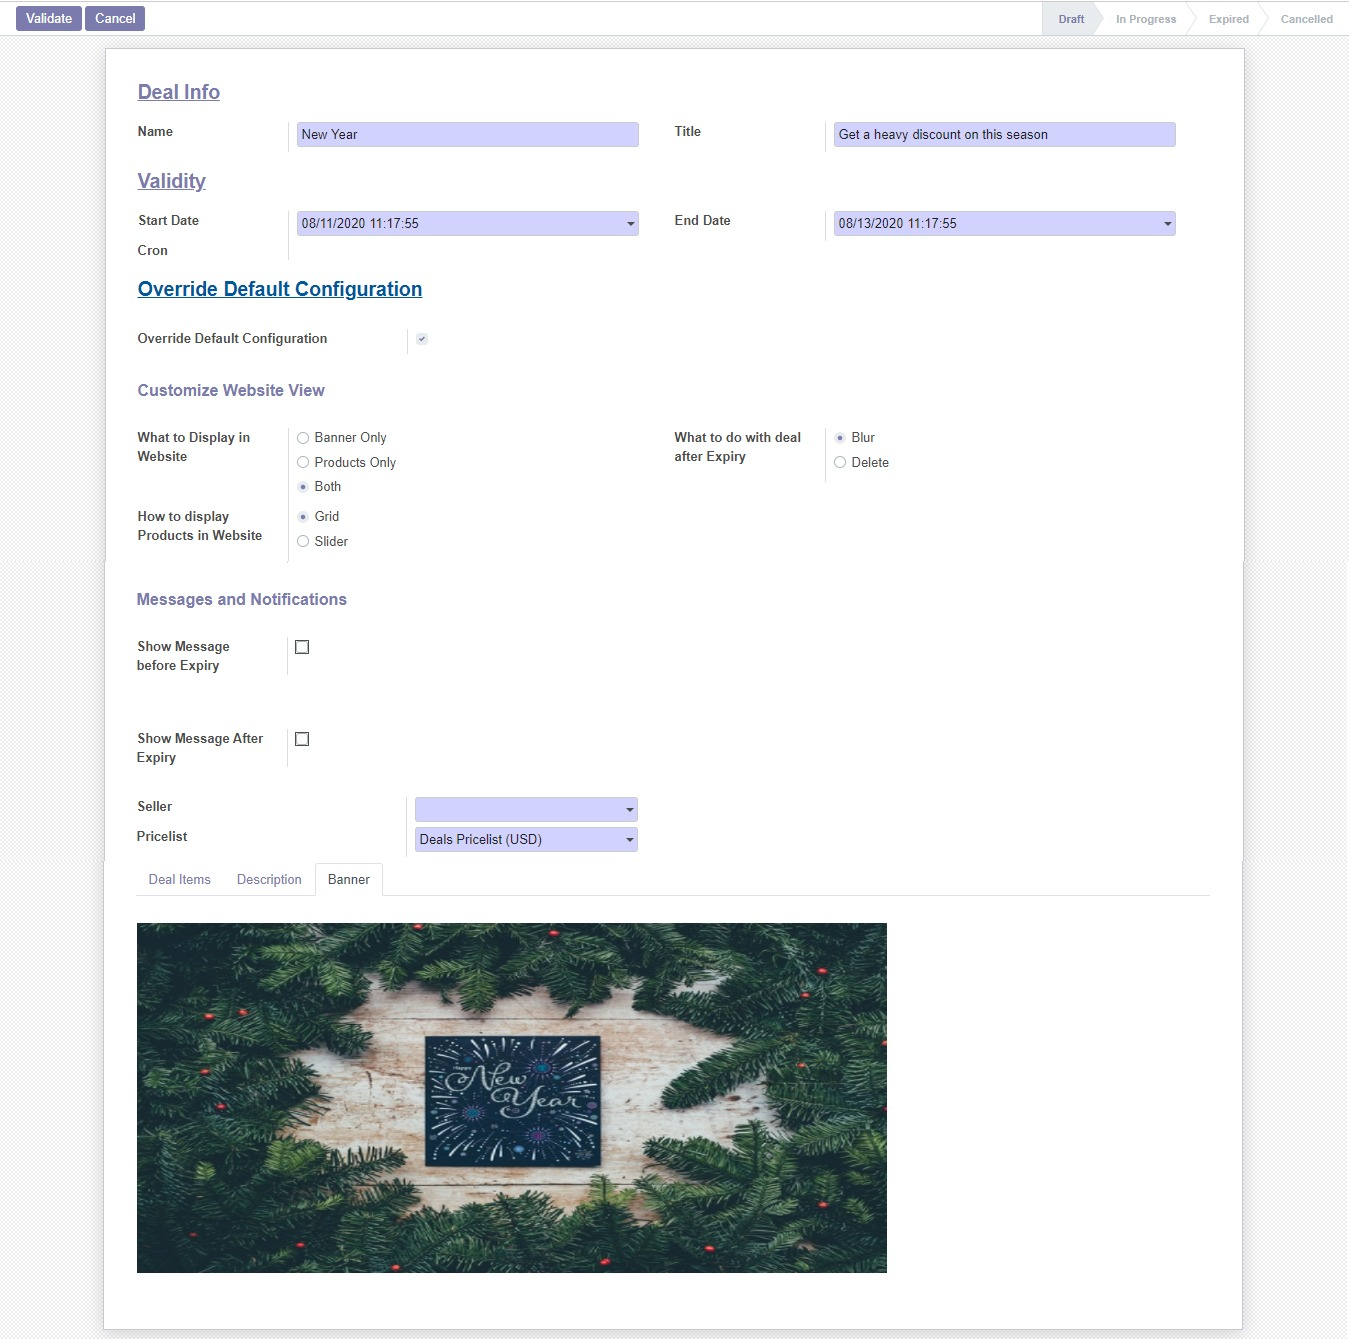 Validate Cancel Draft In Progress Expired Cancelled
Deal Info
Name New Year Title Get a heavy discount on this season
Validity
Start Date 08/11/2020 11:17:55 End Date 08/13/2020 11:17:55
Cron
Override Default Configuration
Override Default Configuration
Customize Website View
What to Display in Website
Banner Only
Products Only
Both
What to do with deal after Expiry
Blur
Delete
How to display Products in Website
Grid
Slider
Messages and Notifications
Show Message before Expiry
Show Message After Expiry
Seller
Pricelist Deals Pricelist (USD)
Deal Items Description Banner
Happy
New
Year